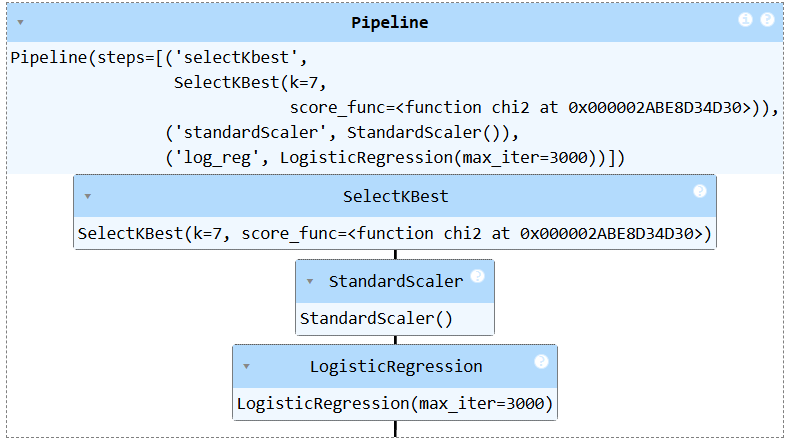 Pipeline
Pipeline(steps=[('selectKbest',
SelectKBest(k=7,
score_func=<function chi2 at 0x000002ABE8D34D30>)),
('standardScaler', StandardScaler()),
('log_reg', LogisticRegression(max_iter=3000))])
SelectKBest
SelectKBest(k=7, score_func=<function chi2 at 0x000002ABE8D34D30>)
StandardScaler
StandardScaler()
LogisticRegression
LogisticRegression(max_iter=3000)